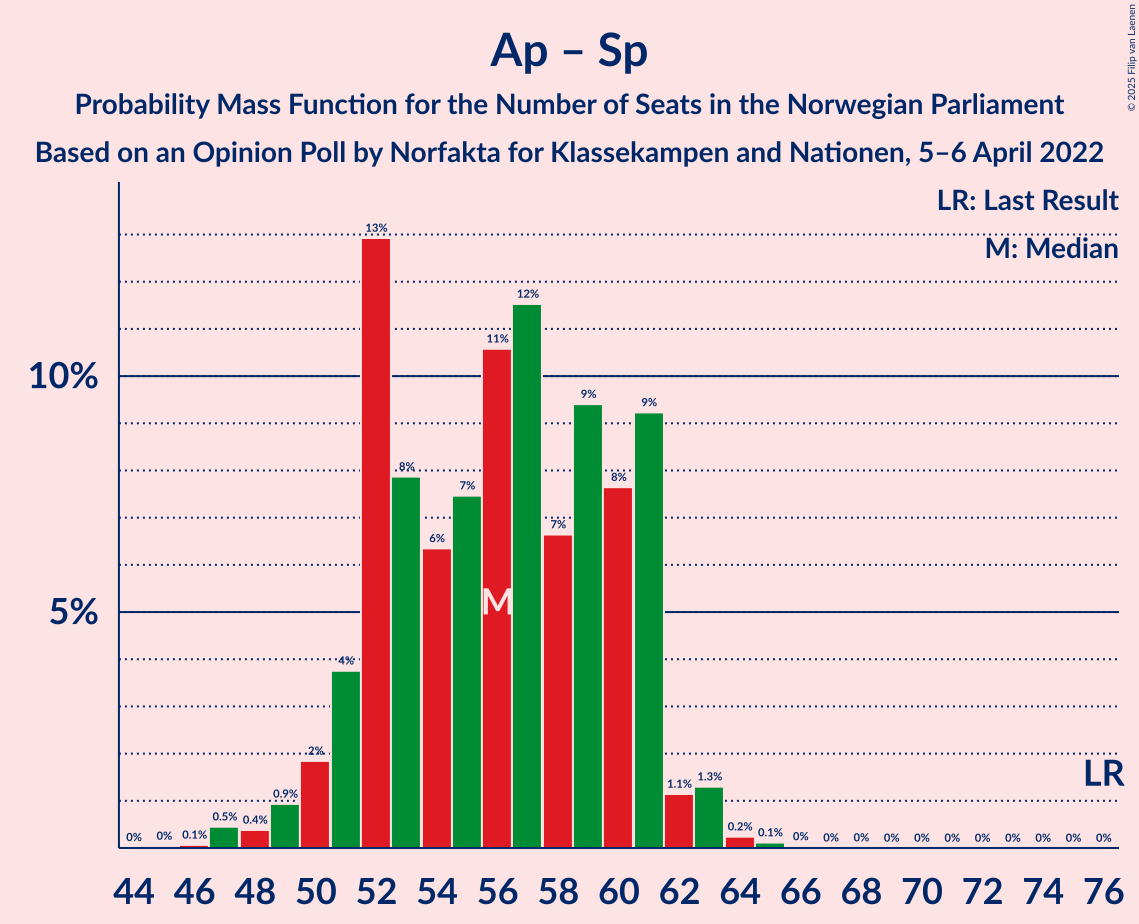 Ap – Sp
Probability Mass Function for the Number of Seats in the Norwegian Parliament
Based on an Opinion Poll by Norfakta for Klassekampen and Nationen, 5–6 April 2022
© 2025 Filip van Laenen
LR: Last Result
M: Median
10%
5%
0% 0% 0.1% 0.5% 0.4% 0.9% 2% 4% 13% 8% 6% 7% 11% 12% 7% 9% 8% 9% 1.1% 1.3% 0.2% 0.1% 0% 0% 0% 0% 0% 0% 0% 0% 0% 0% 0%
M
LR
44 46 48 50 52 54 56 58 60 62 64 66 68 70 72 74 76